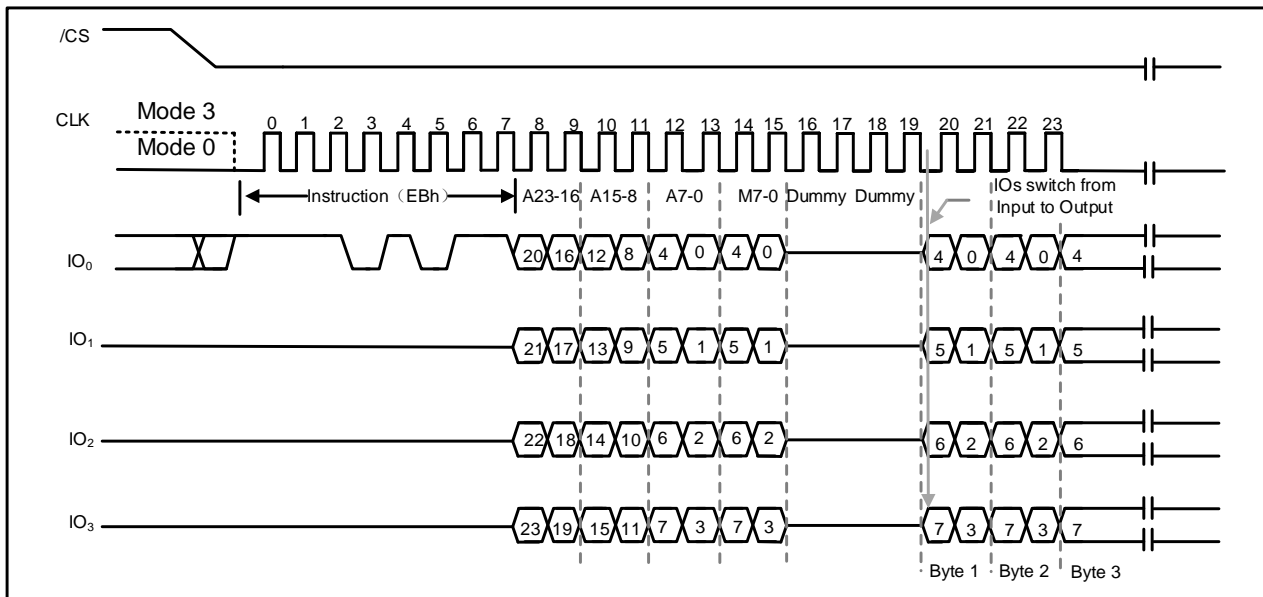 /CS
Mode 3
CLK
Mode 0
0 1 2 3 4 5 6 7 8 9 10 11 12 13 14 15 16 17 18 19 20 21 22 23
Instruction（EBh） A23-16 A15-8 A7-0 M7-0 Dummy Dummy
IOs switch from
Input to Output
IO₀ 20 16 12 8 4 0 4 0 4 0 4 0 4
IO₁ 21 17 13 9 5 1 5 1 5 1 5 1 5
IO₂ 22 18 14 10 6 2 6 2 6 2 6 2 6
IO₃ 23 19 15 11 7 3 7 3 7 3 7 3 7
Byte 1 Byte 2 Byte 3